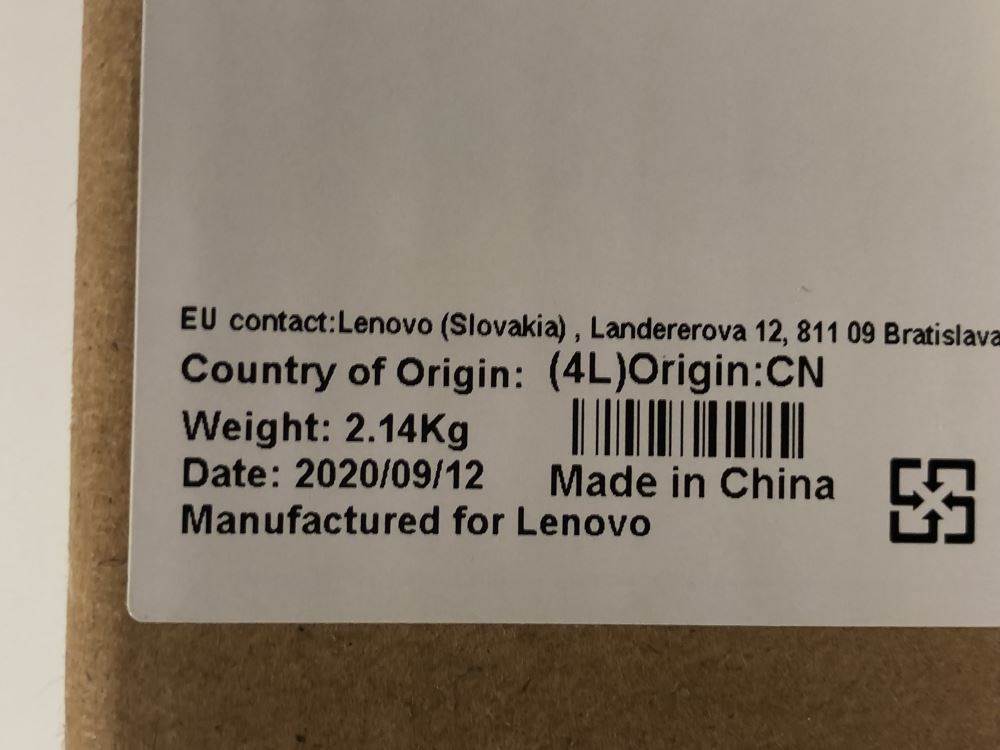 EU contact:Lenovo (Slovakia) , Landererova 12, 811 09 Bratislava
Country of Origin: (4L)Origin:CN
Weight: 2.14Kg
Date: 2020/09/12 Made in China
Manufactured for Lenovo